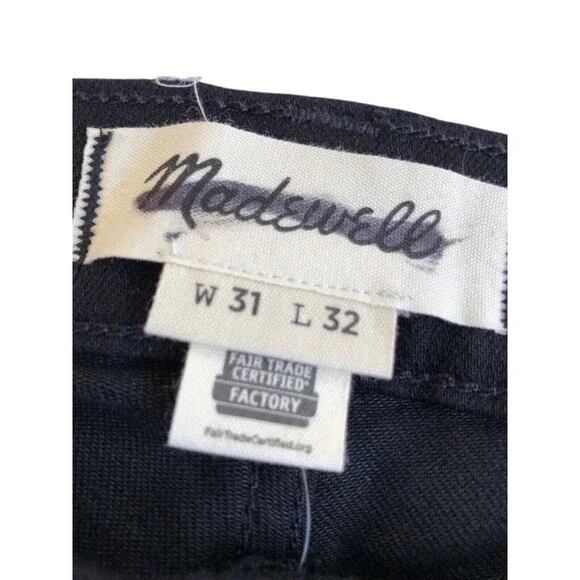 Madewell
W 31 L 32
FAIR TRADE
CERTIFIED®
FACTORY
FairTradeCertified.org